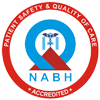 PATIENT SAFETY & QUALITY OF CARE
NABH
ACCREDITED